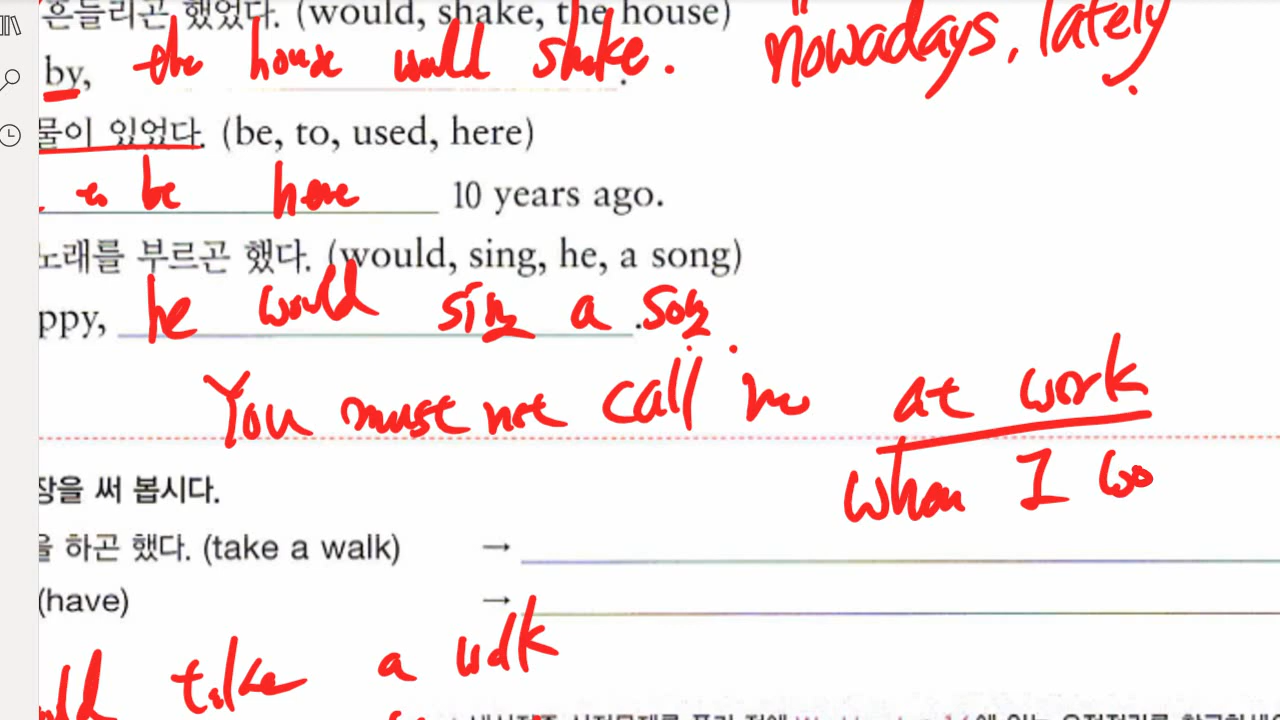 흔들리곤 했었다. (would, shake, the house)
nowadays, lately
by, the house would shake.
물이 있었다. (be, to, used, here)
to be here 10 years ago.
노래를 부르곤 했다. (would, sing, he, a song)
ppy, he would sing a song.
You must not call me at work
when I wo
장을 써 봅시다.
을 하곤 했다. (take a walk) →
(have) →
take a walk